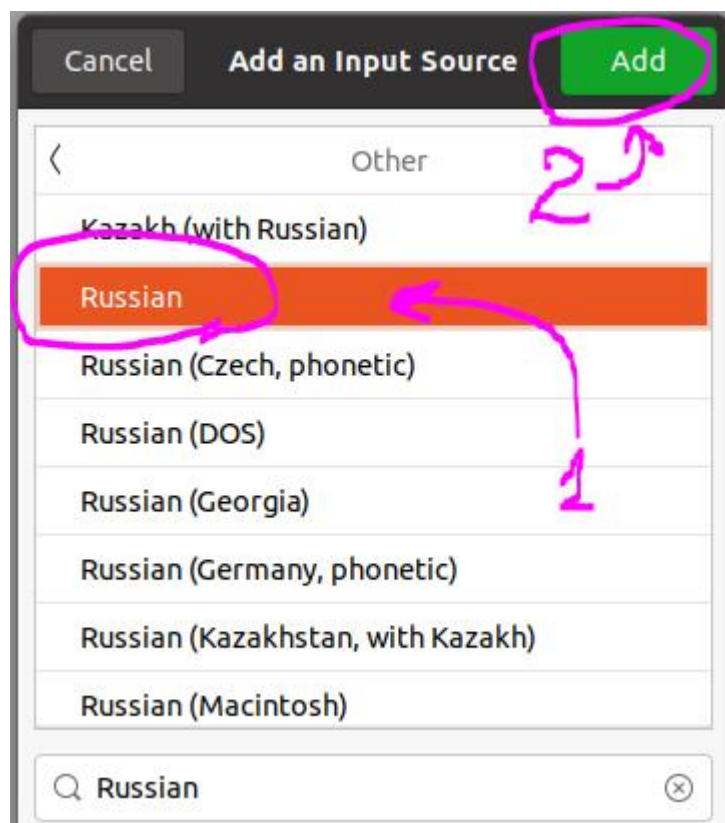 Cancel Add an Input Source Add
Other
2
Kazakh (with Russian)
Russian
Russian (Czech, phonetic)
Russian (DOS)
1
Russian (Georgia)
Russian (Germany, phonetic)
Russian (Kazakhstan, with Kazakh)
Russian (Macintosh)
Russian